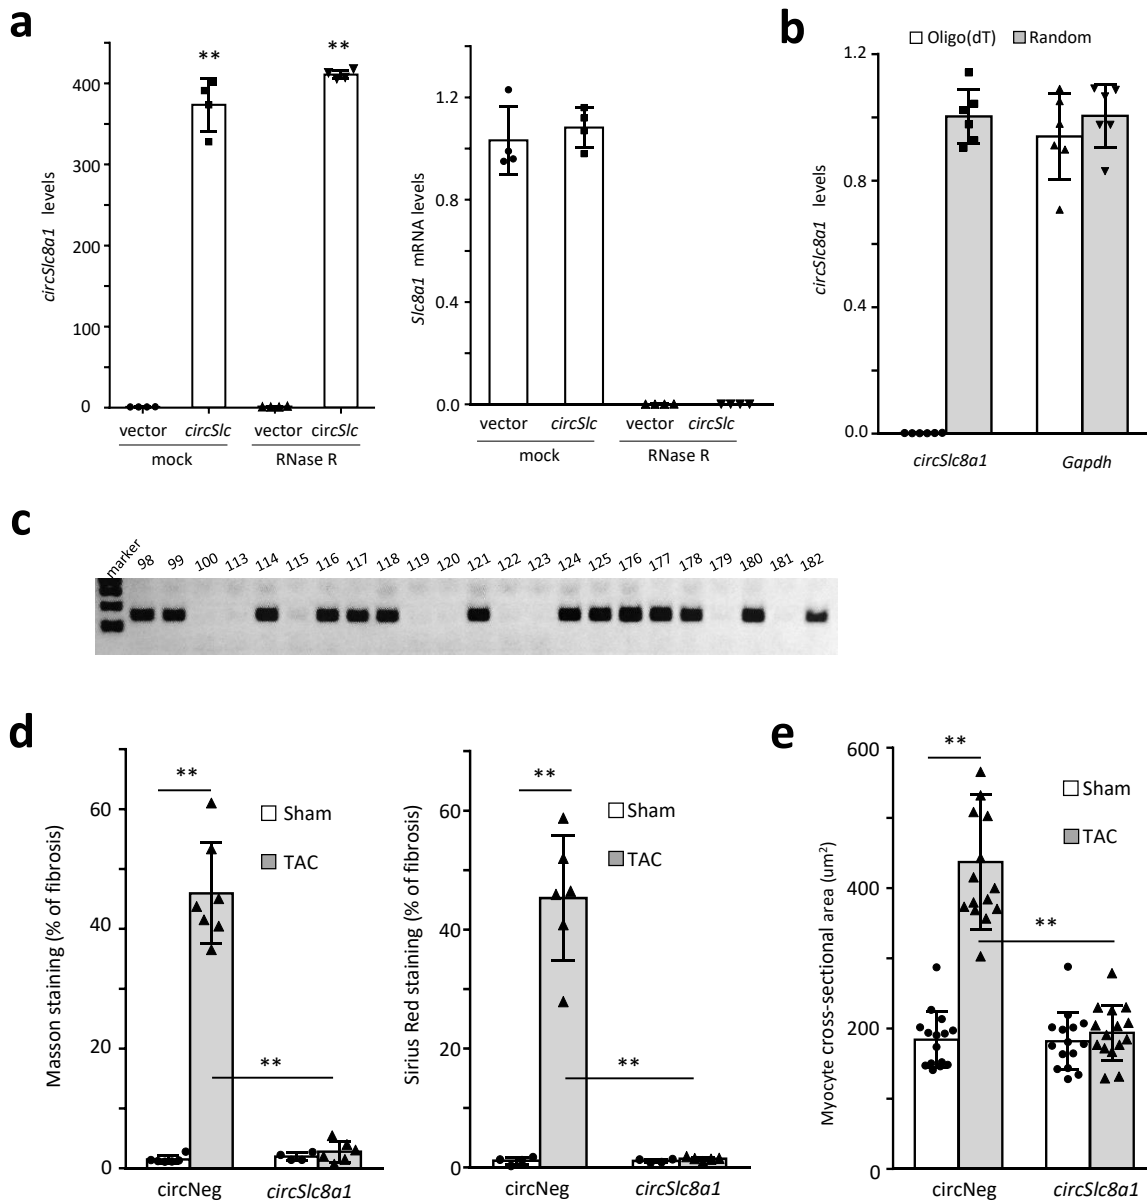 a
circSlc8a1 levels
400
300
200
100
0
**
**
vector circSlc vector circSlc
mock RNase R
Slc8a1 mRNA levels
1.2
0.8
0.4
0.0
vector circSlc vector circSlc
mock RNase R
b
Oligo(dT) Random
circSlc8a1 levels
1.2
0.8
0.4
0.0
circSlc8a1 Gapdh
c
marker 98 99 100 113 114 115 116 117 118 119 120 121 122 123 124 125 176 177 178 179 180 181 182
d
Masson staining (% of fibrosis)
60
40
20
0
**
**
Sham
TAC
circNeg circSlc8a1
Sirius Red staining (% of fibrosis)
60
40
20
0
**
**
Sham
TAC
circNeg circSlc8a1
e
Myocyte cross-sectional area (um²)
600
400
200
0
**
**
Sham
TAC
circNeg circSlc8a1